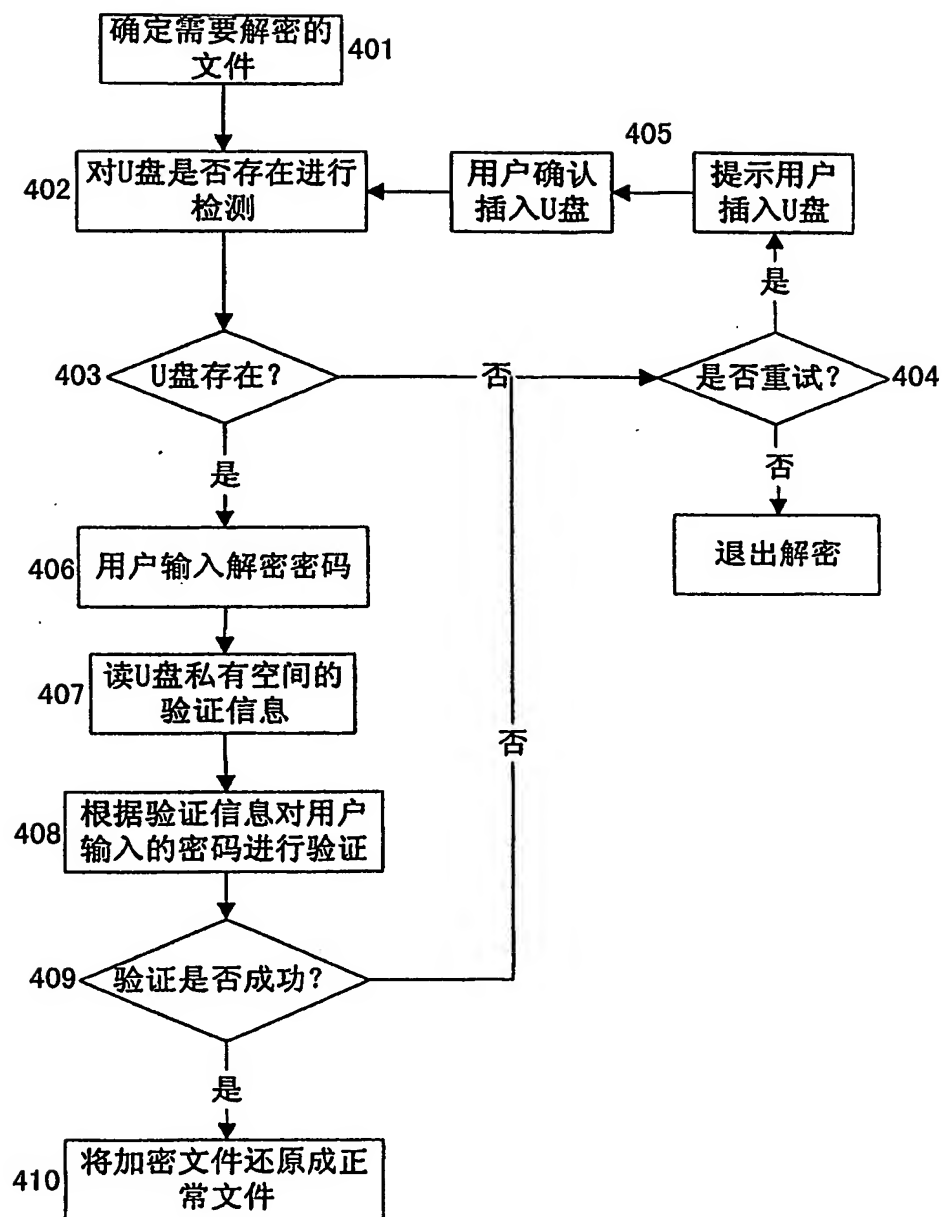 确定需要解密的
文件
401
405
402
对U盘是否存在进行
检测
用户确认
插入U盘
提示用户
插入U盘
是
403
U盘存在?
否
是否重试?
404
是
否
406
用户输入解密密码
退出解密
407
读U盘私有空间的
验证信息
否
408
根据验证信息对用户
输入的密码进行验证
409
验证是否成功?
是
410
将加密文件还原成正
常文件